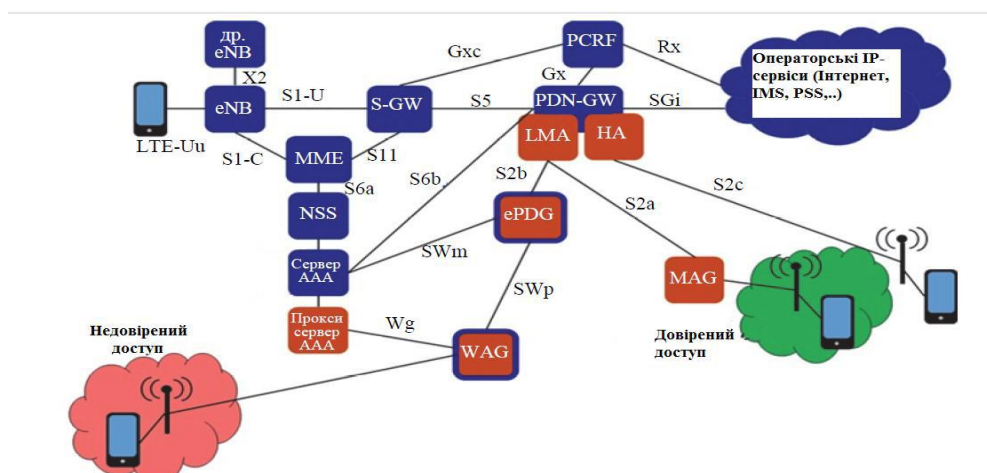 др.
eNB
X2
eNB
LTE-Uu
S1-U
S1-C
S-GW
Gxc
PCRF
Rx
Gx
S5
PDN-GW
SGi
Операторські IP-
сервіси (Інтернет,
IMS, PSS,..)
LMA
HA
MME
S11
S6a
S6b
S2b
S2a
S2c
NSS
ePDG
Сервер
ААА
SWm
SWp
MAG
Прокси
сервер
ААА
Wg
WAG
Недовірений
доступ
Довірений
доступ